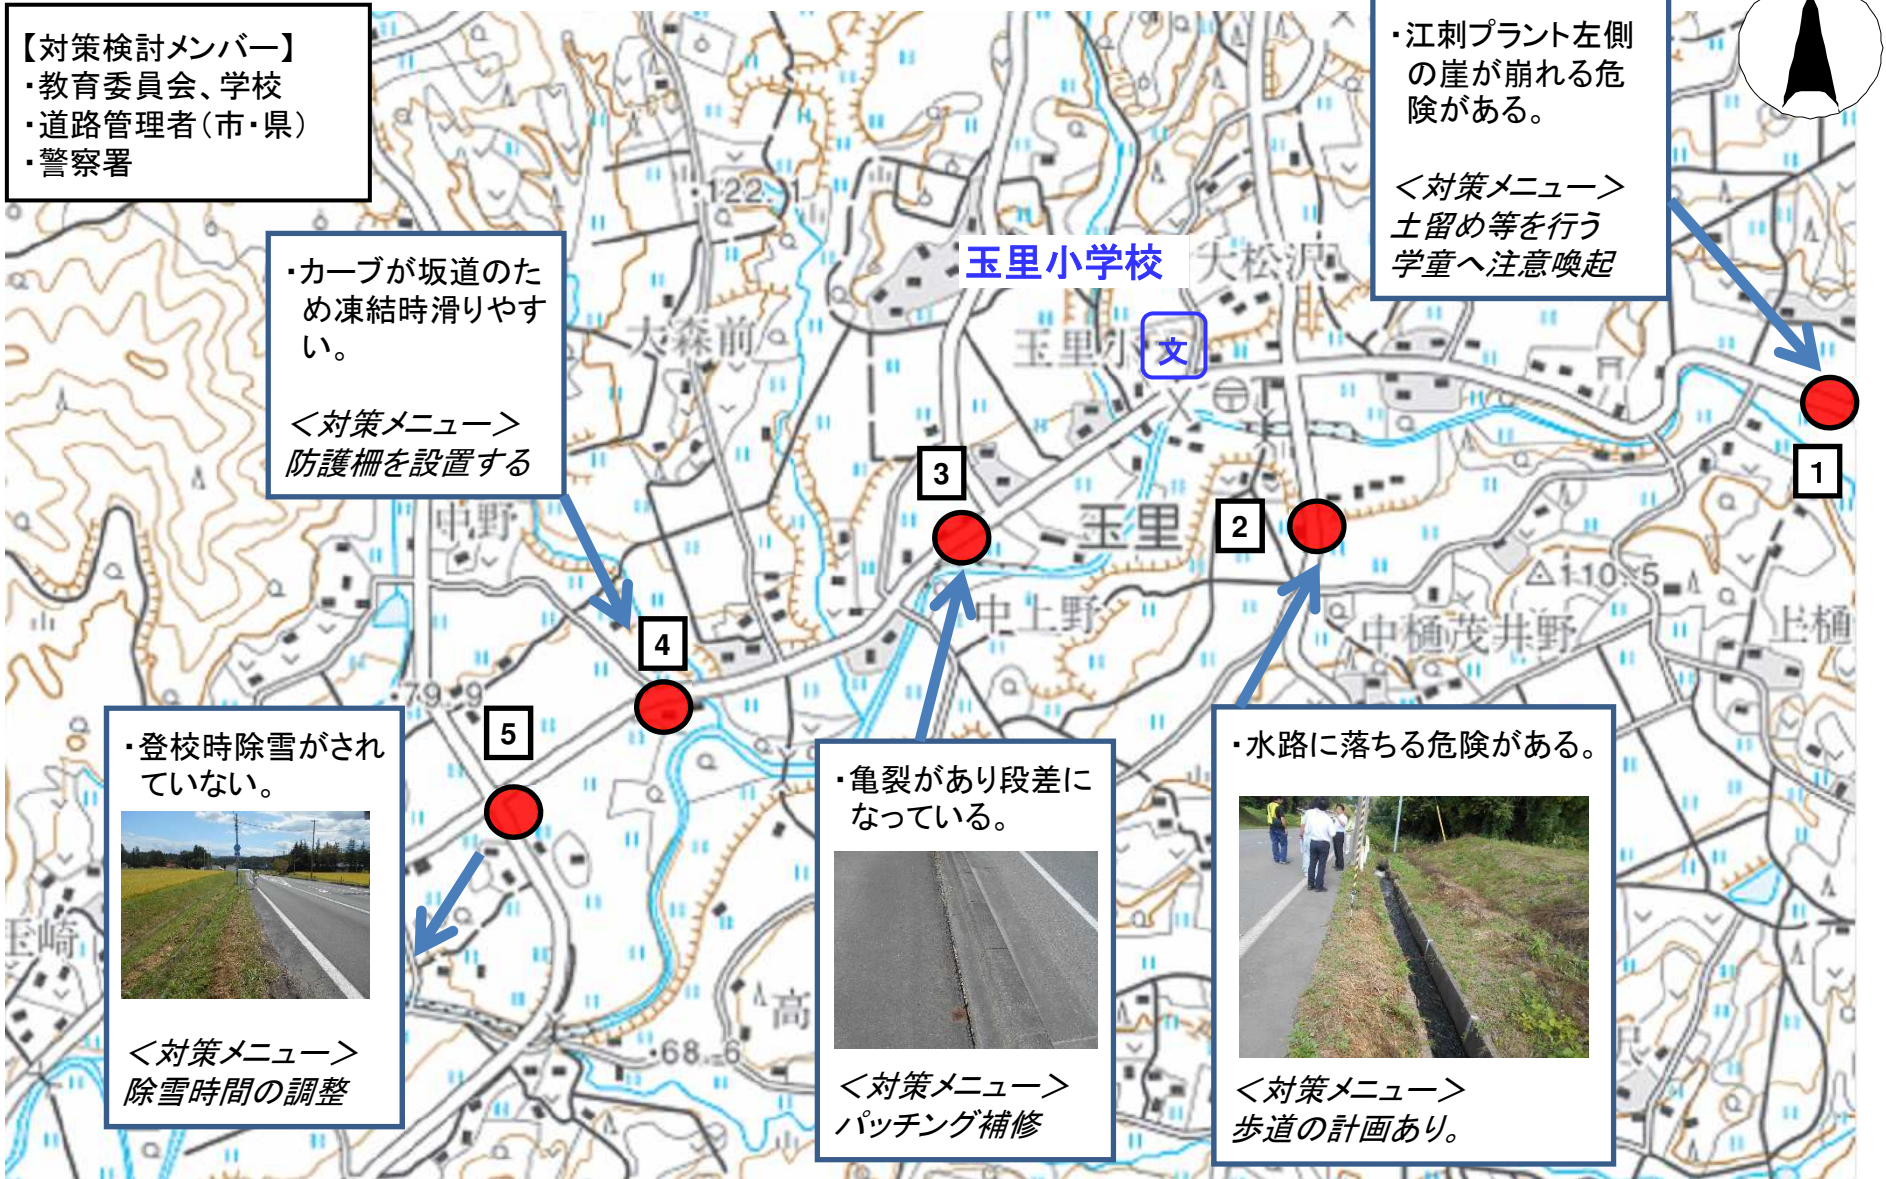 【対策検討メンバー】
・教育委員会、学校
・道路管理者（市・県）
・警察署
・江刺プラント左側
の崖が崩れる危
険がある。
＜対策メニュー＞
土留め等を行う
学童へ注意喚起
・カーブが坂道のた
め凍結時滑りやす
い。
＜対策メニュー＞
防護柵を設置する
玉里小学校
大松沢
122.1
大森前
玉里小
文
1
2
3
4
5
中野
玉里
中上野
110.5
中樋茂井野
上樋
79.9
・登校時除雪がされ
ていない。
＜対策メニュー＞
除雪時間の調整
・亀裂があり段差に
なっている。
＜対策メニュー＞
パッチング補修
・水路に落ちる危険がある。
＜対策メニュー＞
歩道の計画あり。
玉崎
高
68.6